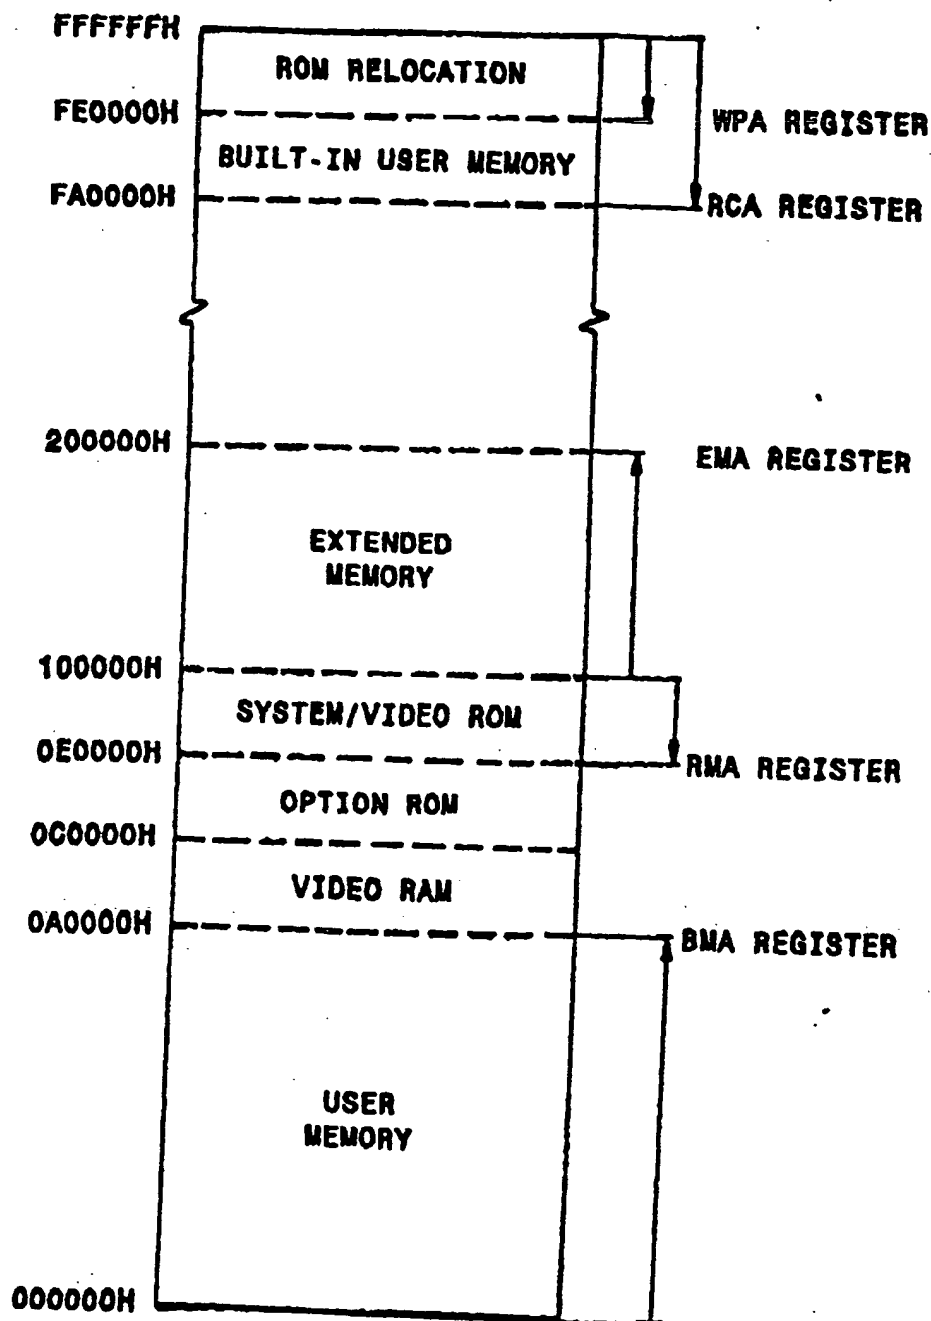 FFFFFFH
ROM RELOCATION
FE0000H
WPA REGISTER
BUILT-IN USER MEMORY
FA0000H
RCA REGISTER
200000H
EMA REGISTER
EXTENDED
MEMORY
100000H
SYSTEM/VIDEO ROM
0E0000H
RMA REGISTER
OPTION ROM
0C0000H
VIDEO RAM
0A0000H
BMA REGISTER
USER
MEMORY
000000H